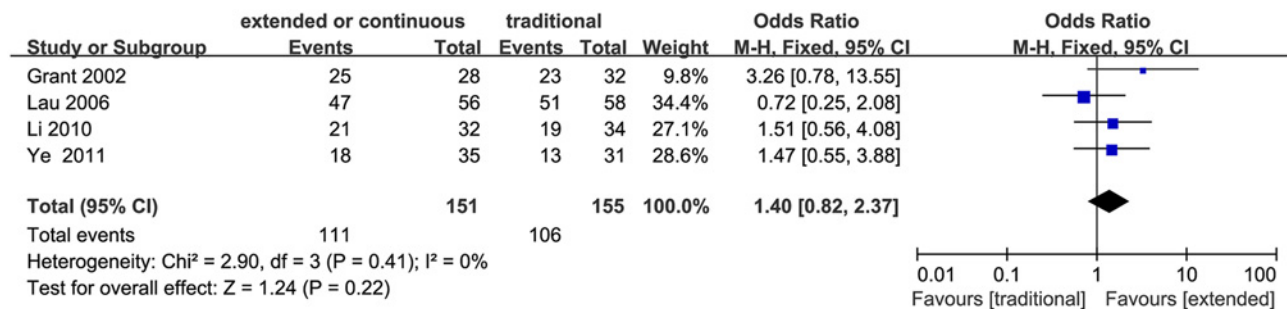 extended or continuous traditional Odds Ratio Odds Ratio
Study or Subgroup Events Total Events Total Weight M-H, Fixed, 95% CI M-H, Fixed, 95% CI
Grant 2002 25 28 23 32 9.8% 3.26 [0.78, 13.55]
Lau 2006 47 56 51 58 34.4% 0.72 [0.25, 2.08]
Li 2010 21 32 19 34 27.1% 1.51 [0.56, 4.08]
Ye 2011 18 35 13 31 28.6% 1.47 [0.55, 3.88]
Total (95% CI) 151 155 100.0% 1.40 [0.82, 2.37]
Total events 111 106
Heterogeneity: Chi² = 2.90, df = 3 (P = 0.41); I² = 0%
Test for overall effect: Z = 1.24 (P = 0.22)
0.01 0.1 1 10 100
Favours [traditional] Favours [extended]